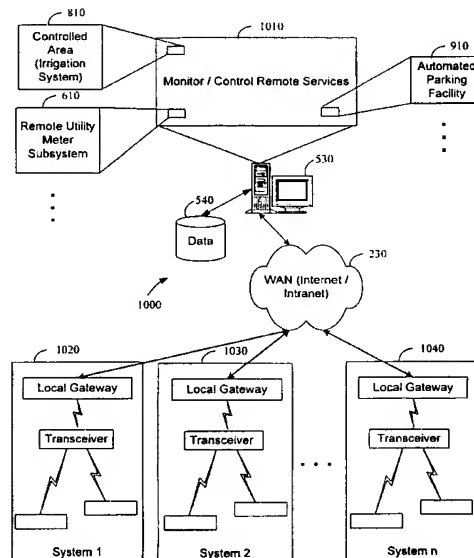 810
Controlled
Area
(Irrigation
System)
610
Remote Utility
Meter
Subsystem
1010
Monitor / Control Remote Services
910
Automated
Parking
Facility
530
540
Data
1000
230
WAN (Internet /
Intranet)
1020
Local Gateway
Transceiver
System 1
1030
Local Gateway
Transceiver
System 2
1040
Local Gateway
Transceiver
System n